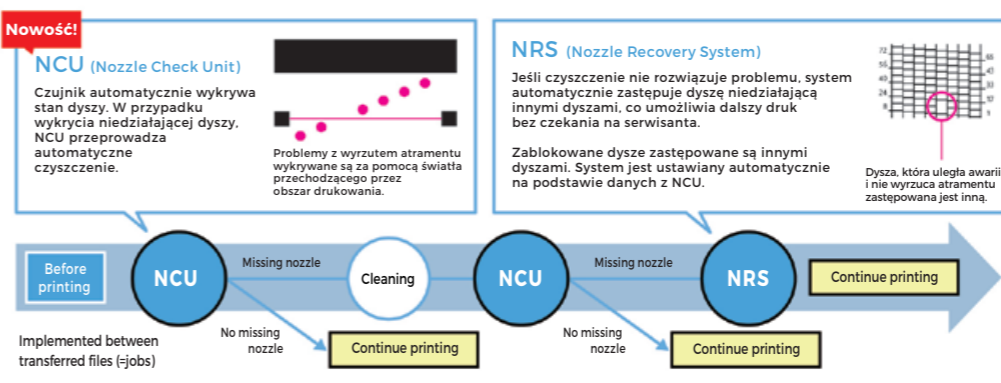 Nowość!
NCU (Nozzle Check Unit)
Czujnik automatycznie wykrywa
stan dyszy. W przypadku
wykrycia niedziałającej dyszy,
NCU przeprowadza
automatyczne
czyszczenie.
Problemy z wyrzutem atramentu
wykrywane są za pomocą światła
przechodzącego przez
obszar drukowania.
NRS (Nozzle Recovery System)
Jeśli czyszczenie nie rozwiązuje problemu, system
automatycznie zastępuje dyszę niedziałającą
innymi dyszami, co umożliwia dalszy druk
bez czekania na serwisanta.
Zablokowane dysze zastępowane są innymi
dyszami. System jest ustawiany automatycznie
na podstawie danych z NCU.
72
40
24
8
Dysza, która uległa awarii
i nie wyrzuca atramentu
zastępowana jest inną.
Before
printing
NCU
Missing nozzle
Cleaning
NCU
Missing nozzle
NRS
Continue printing
Implemented between
transferred files (=jobs)
No missing
nozzle
Continue printing
No missing
nozzle
Continue printing